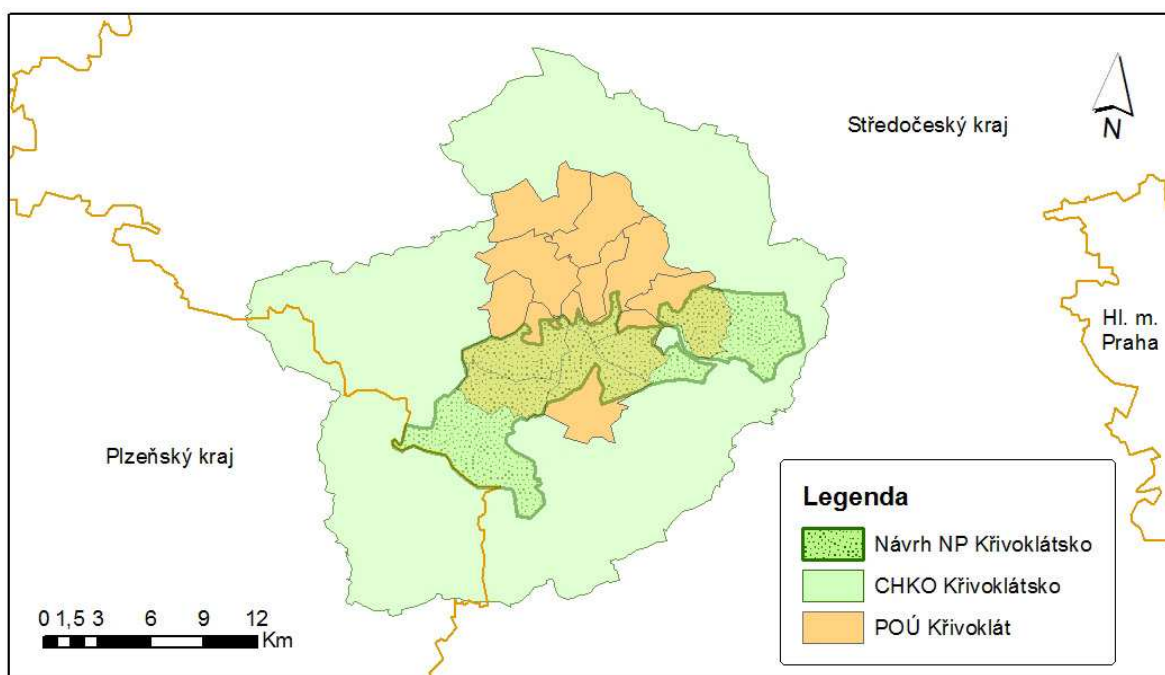 Středočeský kraj
N
Hl. m.
Praha
Plzeňský kraj
Legenda
Návrh NP Křivoklátsko
CHKO Křivoklátsko
POÚ Křivoklát
0 1,5 3 6 9 12
Km